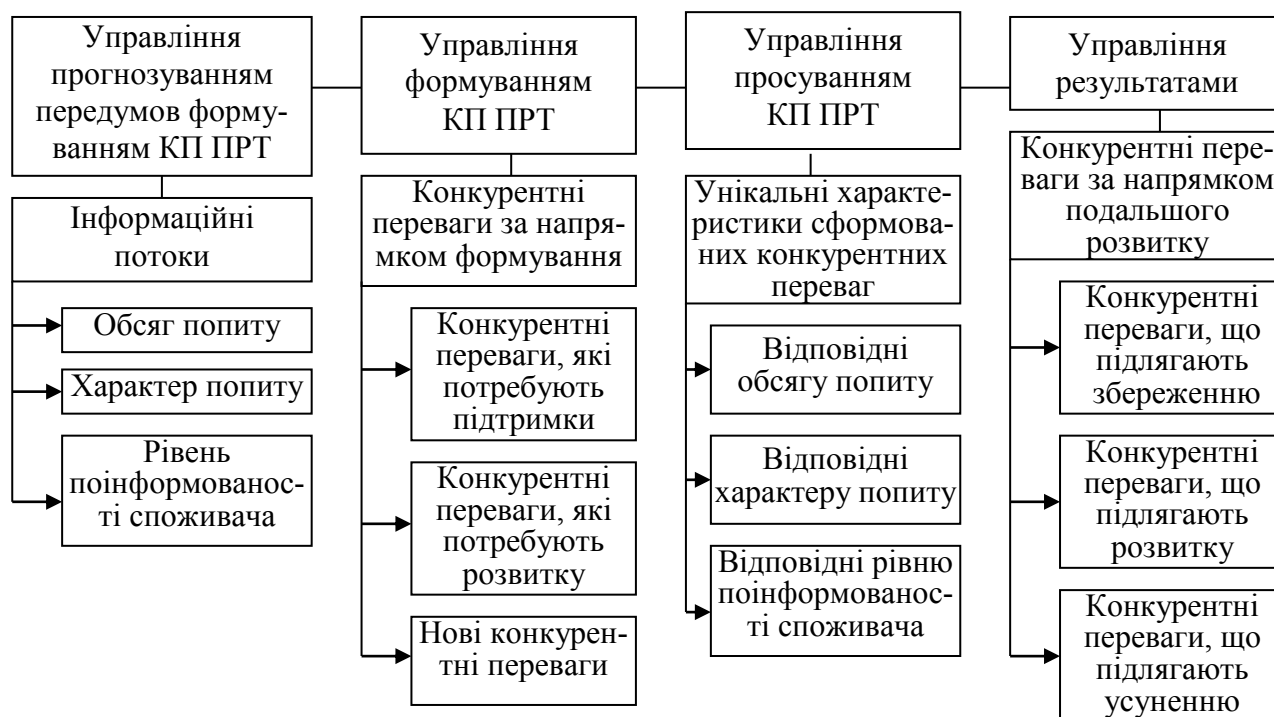 Управління
прогнозуванням
передумов форму-
ванням КП ПРТ
Інформаційні
потоки
Обсяг попиту
Характер попиту
Рівень
поінформованос-
ті споживача
Управління
формуванням
КП ПРТ
Конкурентні
переваги за напря-
мком формування
Конкурентні
переваги, які
потребують
підтримки
Конкурентні
переваги, які
потребують
розвитку
Нові конкурен-
тні переваги
Управління
просуванням
КП ПРТ
Унікальні характе-
ристики сформова-
них конкурентних
переваг
Відповідні
обсягу попиту
Відповідні
характеру попиту
Відповідні рівню
поінформованос-
ті споживача
Управління
результатами
Конкурентні пере-
ваги за напрямком
подальшого
розвитку
Конкурентні
переваги, що
підлягають
збереженню
Конкурентні
переваги, що
підлягають
розвитку
Конкурентні
переваги, що
підлягають
усуненню